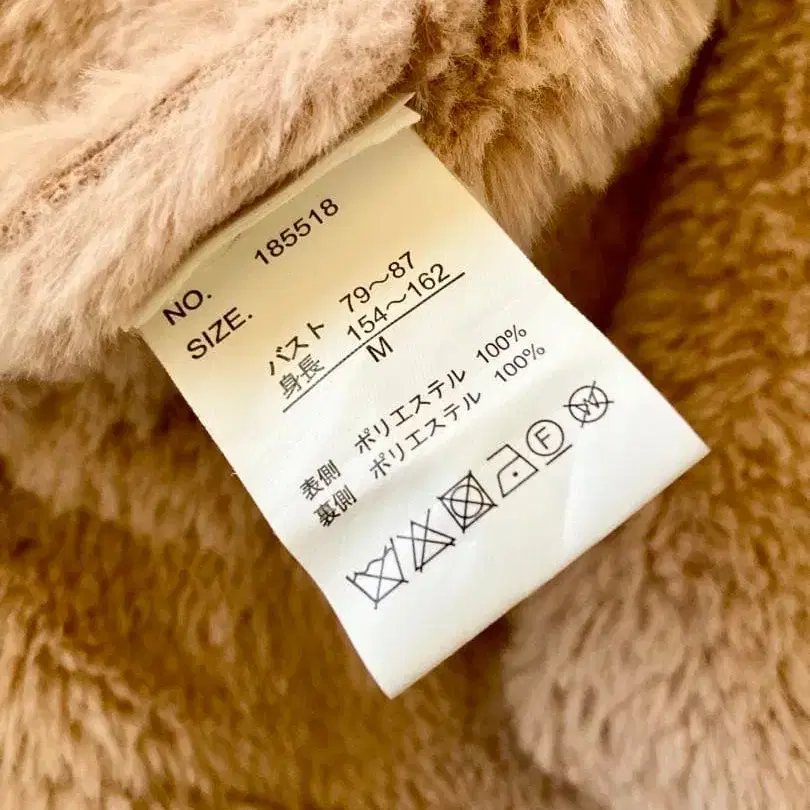 NO. 185518
SIZE.
バスト 79～87
身長 154～162
M
表側 ポリエステル 100%
裏側 ポリエステル 100%
F
W